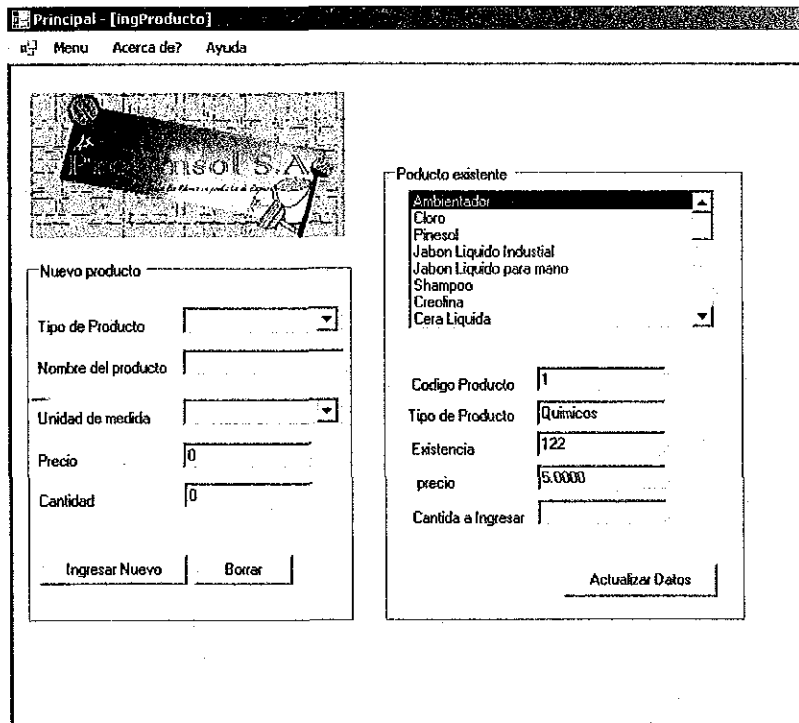 Principal - [ingProducto]
Menu Acerca de? Ayuda
S.A
Nuevo producto
Tipo de Producto
Nombre del producto
Unidad de medida
Precio 0
Cantidad 0
Ingresar Nuevo Borrar
Poducto existente
Ambientador
Cloro
Pinesol
Jabon Liquido Industial
Jabon Liquido para mano
Shampoo
Creolina
Cera Liquida
Codigo Producto 1
Tipo de Producto Quimicos
Existencia 122
precio 5.0000
Cantida a Ingresar
Actualizar Datos